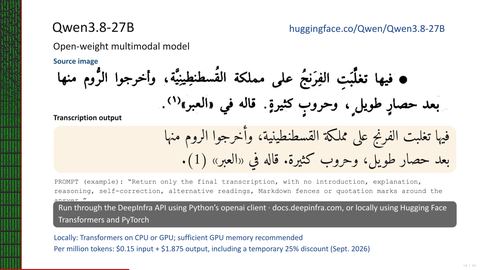 Qwen3.8-27B
huggingface.co/Qwen/Qwen3.8-27B
Open-weight multimodal model
Source image
● فيها تغلَّبَتِ الفِرَنجُ على مملكة القُسطنطِينِيَّة، وأخرجوا الرُّوم منها
بعد حصارٍ طويلٍ، وحروبٍ كثيرةٍ. قاله في «العبر»(١).
Transcription output
فيها تغلبت الفرنج على مملكة القسطنطينية، وأخرجوا الروم منها
بعد حصار طويل، وحروب كثيرة. قاله في «العبر» (1).
PROMPT (example): "Return only the final transcription, with no introduction, explanation,
reasoning, self-correction, alternative readings, Markdown fences or quotation marks around the
answer."
Run through the DeepInfra API using Python's openai client · docs.deepinfra.com, or locally using Hugging Face
Transformers and PyTorch
Locally: Transformers on CPU or GPU; sufficient GPU memory recommended
Per million tokens: $0.15 input + $1.875 output, including a temporary 25% discount (Sept. 2026)